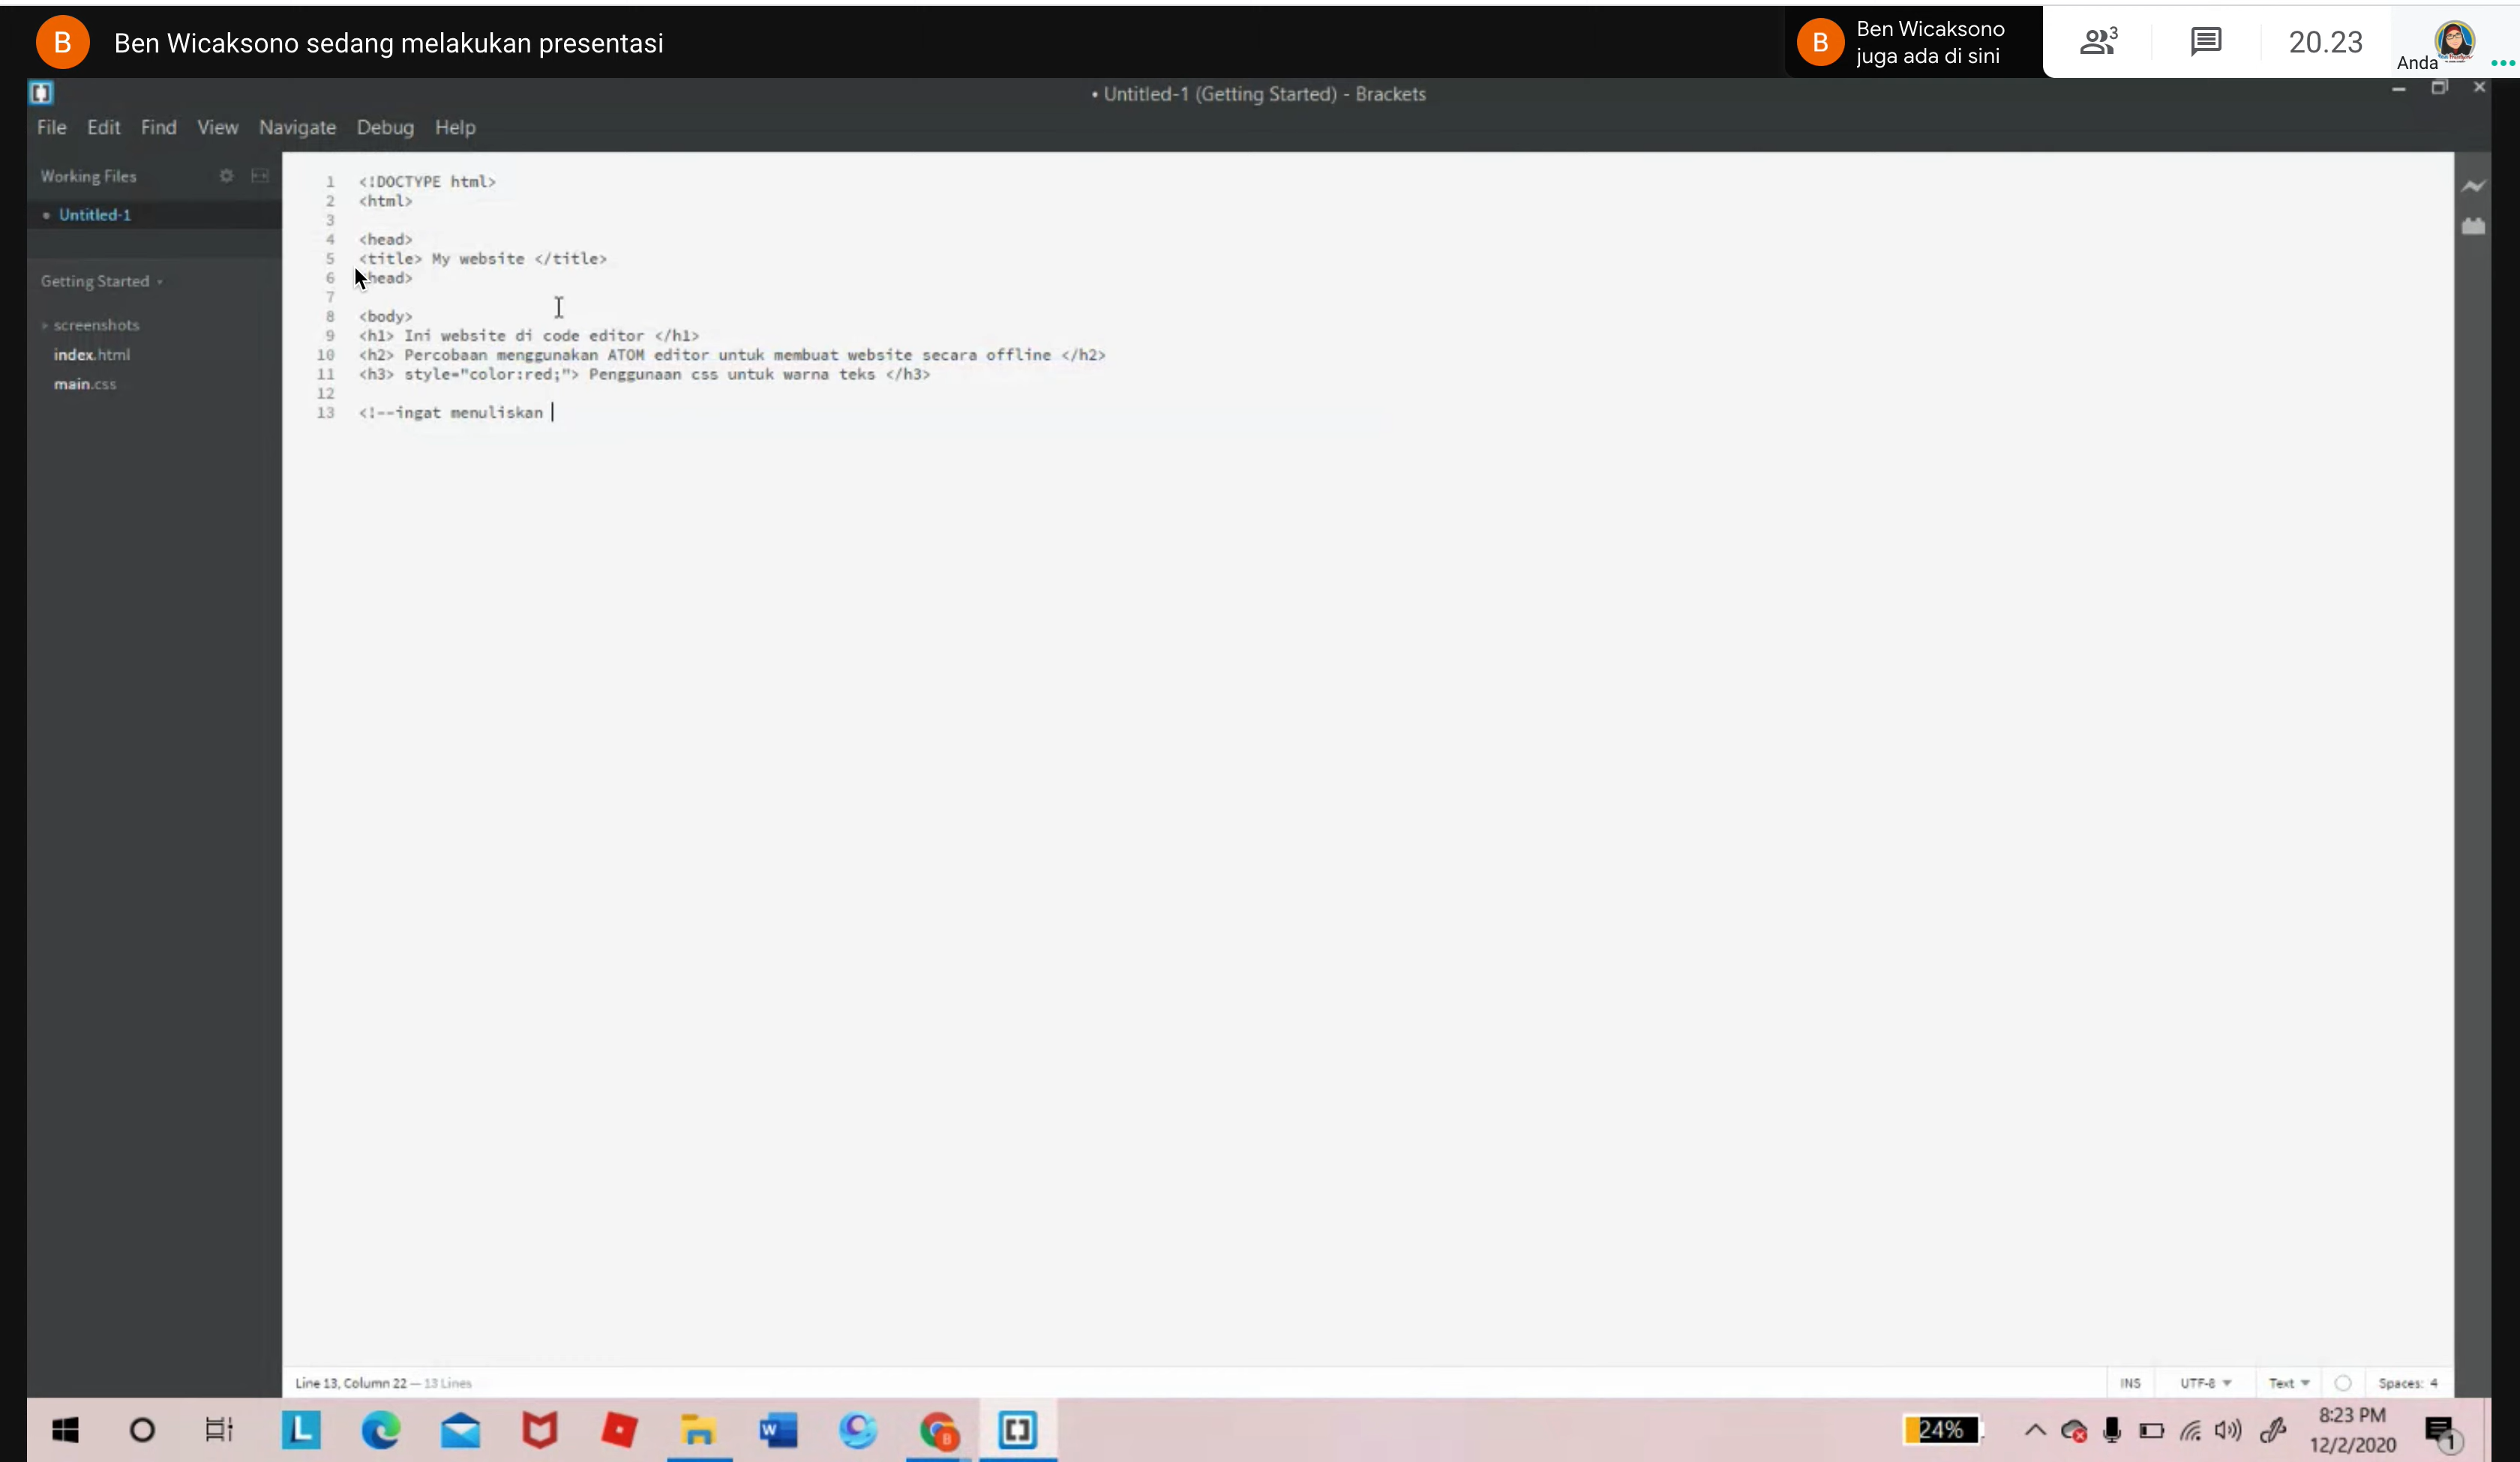 B Ben Wicaksono sedang melakukan presentasi
B Ben Wicaksono juga ada di sini
3
20.23
Anda
• Untitled-1 (Getting Started) - Brackets
File Edit Find View Navigate Debug Help
Working Files
Untitled-1
Getting Started
screenshots
index.html
main.css
1 <!DOCTYPE html>
2 <html>
3
4 <head>
5 <title> My website </title>
6 head>
7
8 <body>
9 <h1> Ini website di code editor </h1>
10 <h2> Percobaan menggunakan ATOM editor untuk membuat website secara offline </h2>
11 <h3> style="color:red;"> Penggunaan css untuk warna teks </h3>
12
13 <!--ingat menuliskan
Line 13, Column 22 — 13 Lines
INS UTF-8 Text Spaces: 4
L
W
B
24%
8:23 PM
12/2/2020
1